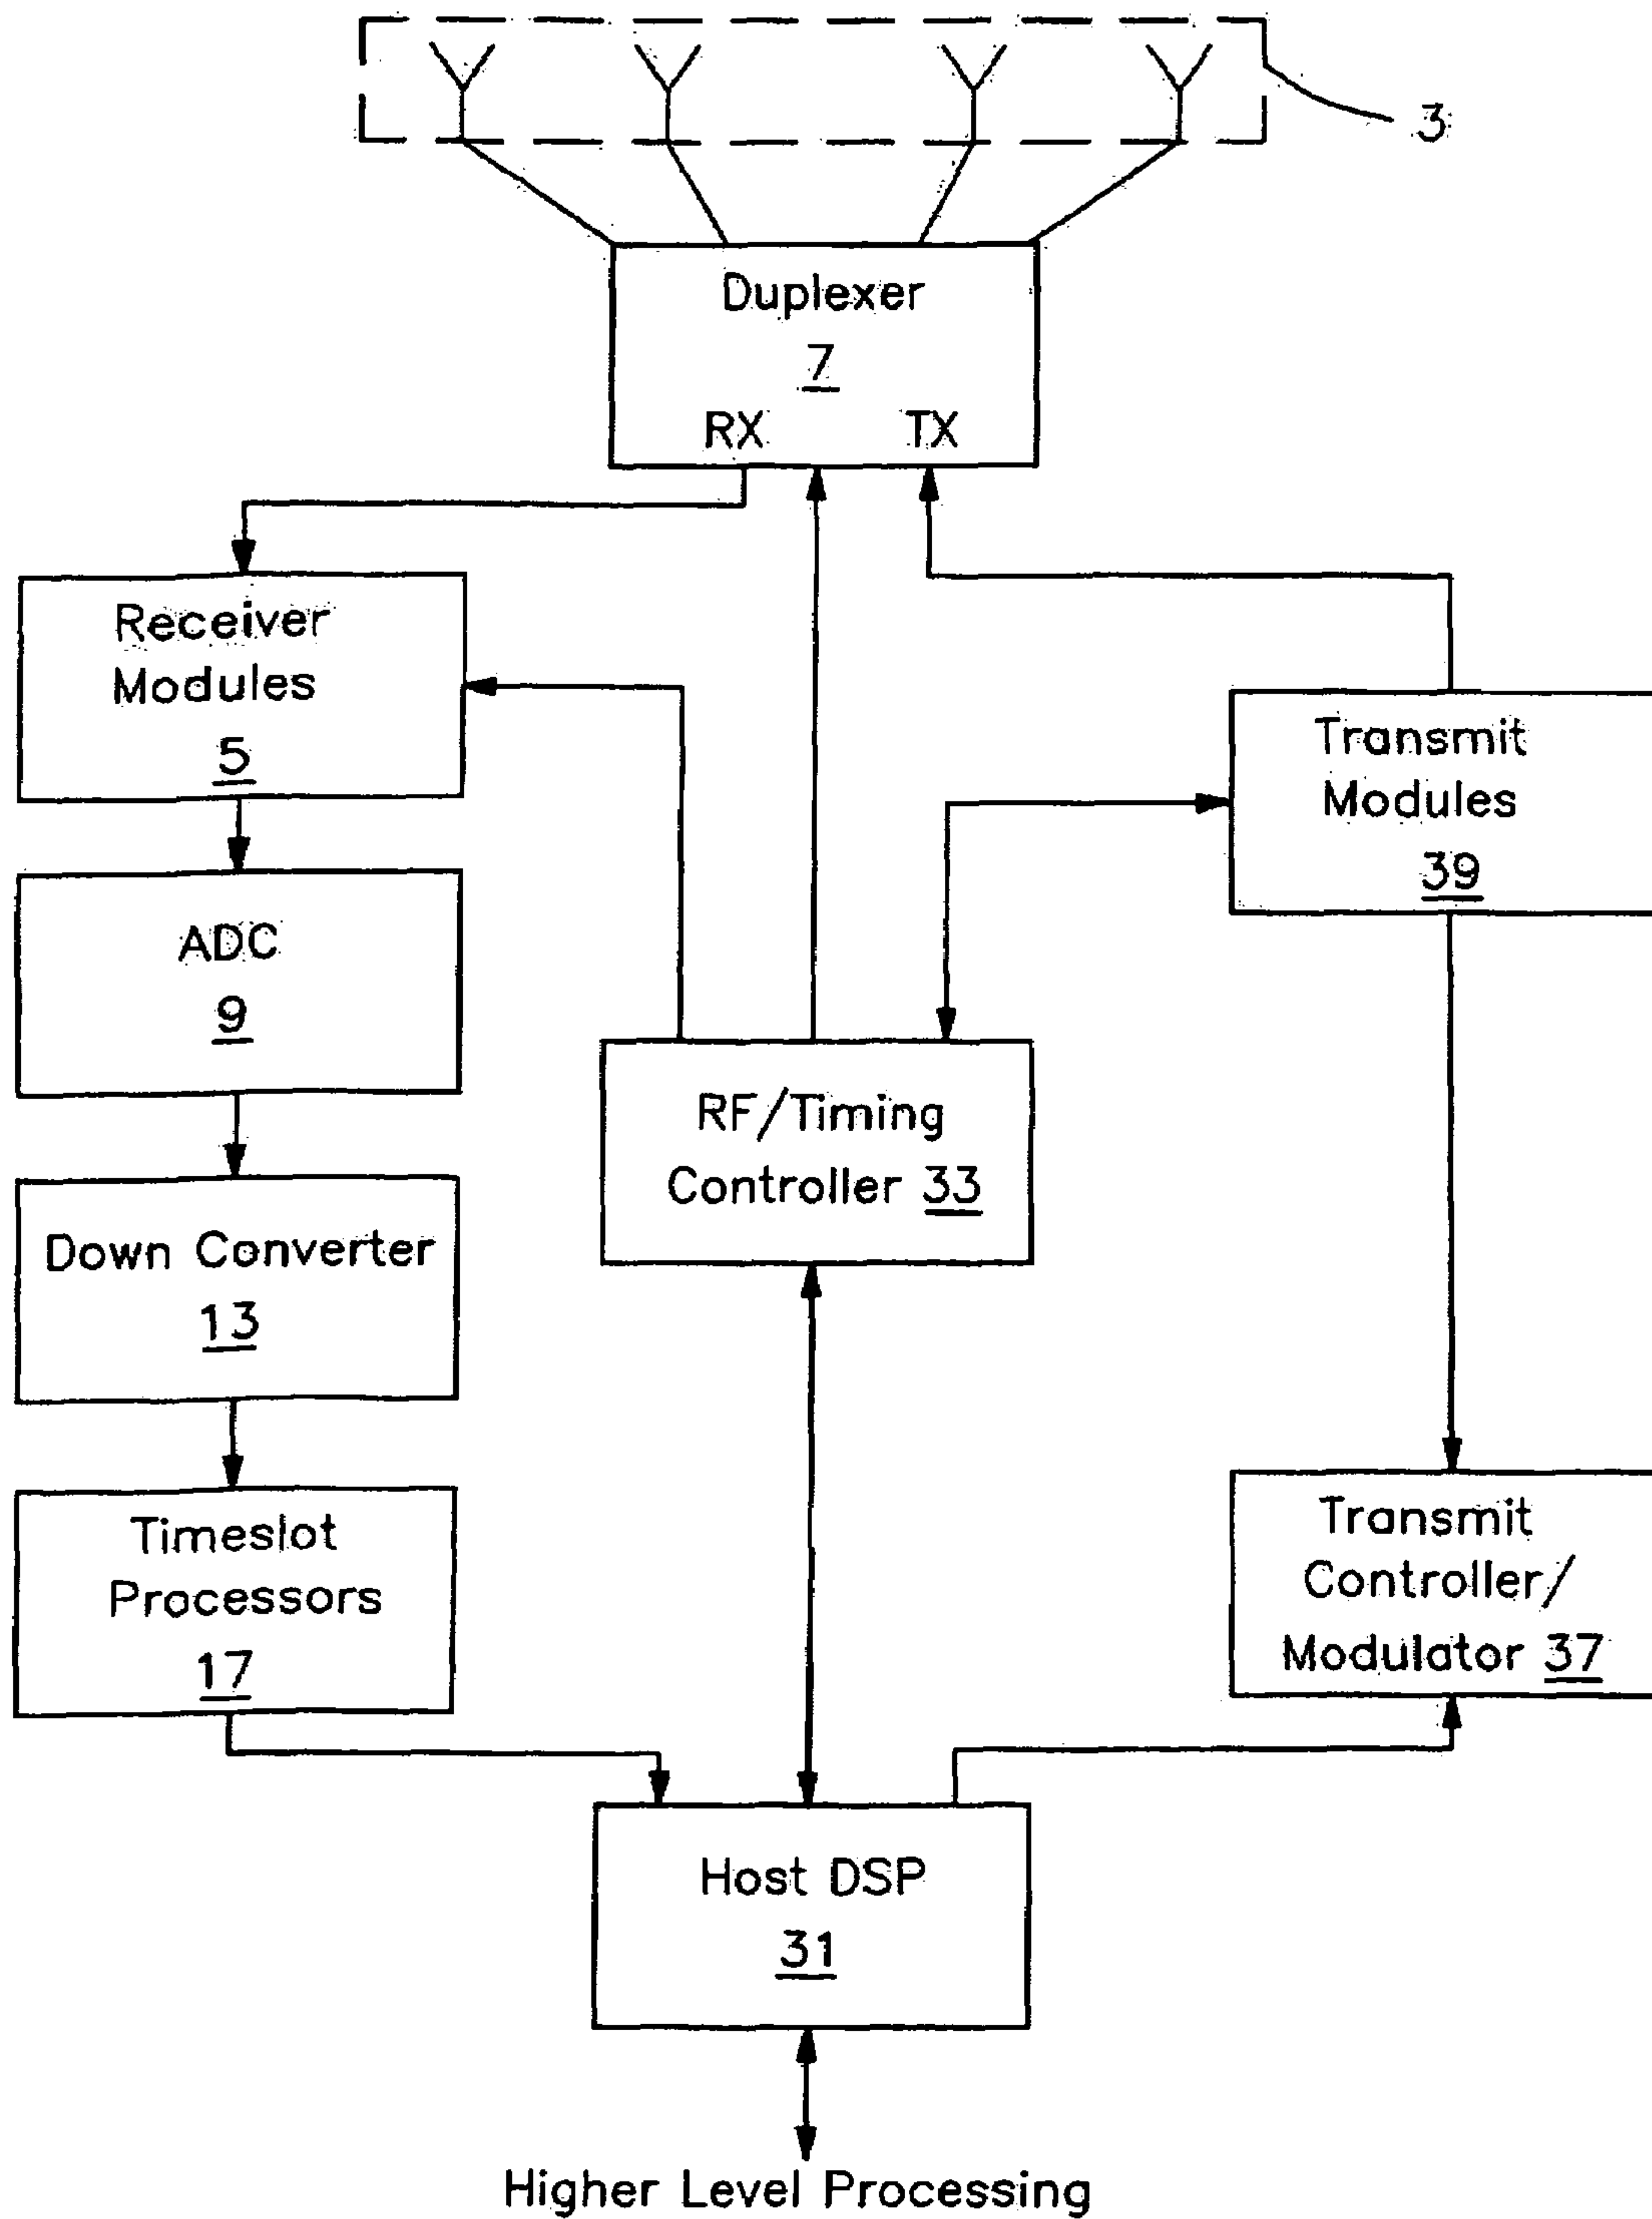 3
Duplexer
7
RX TX
Receiver
Modules
5
Transmit
Modules
39
ADC
9
RF/Timing
Controller 33
Down Converter
13
Timeslot
Processors
17
Transmit
Controller/
Modulator 37
Host DSP
31
Higher Level Processing